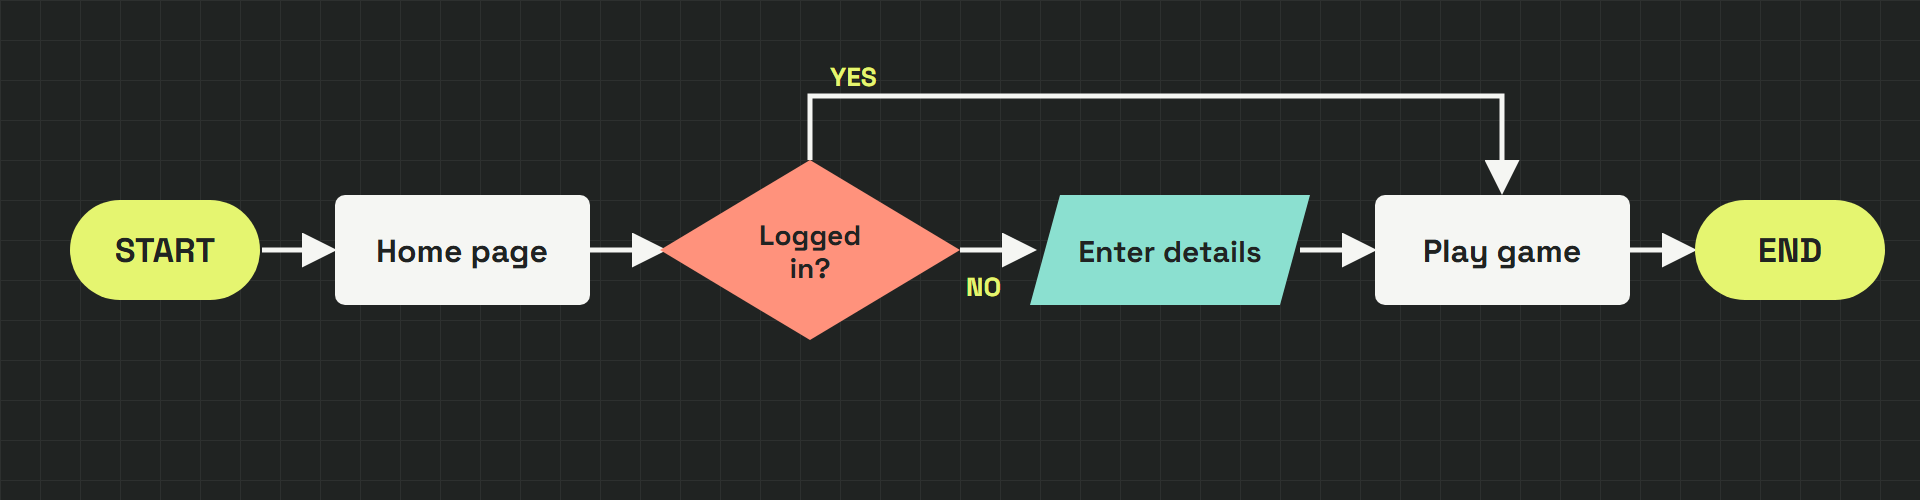 YES
START
Home page
Logged
in?
NO
Enter details
Play game
END